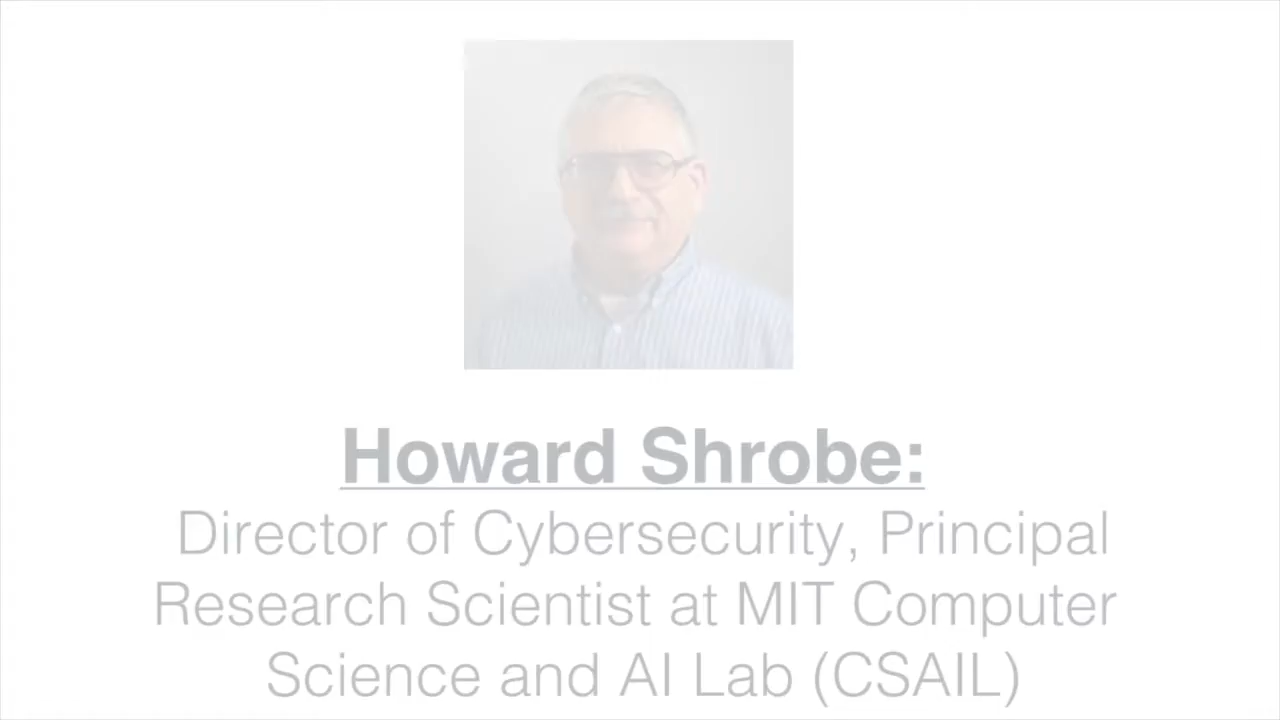 Howard Shrobe:
Director of Cybersecurity, Principal
Research Scientist at MIT Computer
Science and AI Lab (CSAIL)